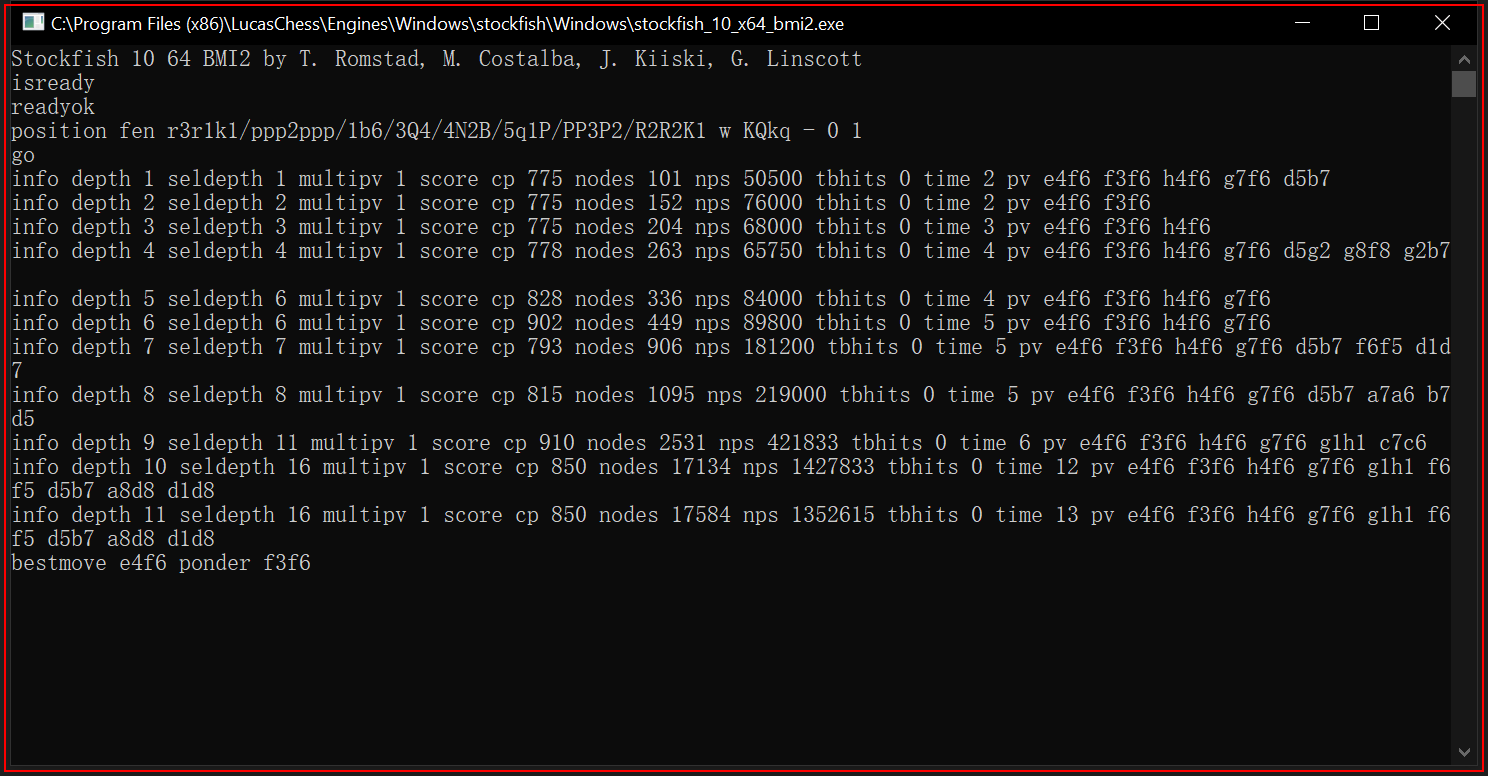 C:\Program Files (x86)\LucasChess\Engines\Windows\stockfish\Windows\stockfish_10_x64_bmi2.exe
Stockfish 10 64 BMI2 by T. Romstad, M. Costalba, J. Kiiski, G. Linscott
isready
readyok
position fen r3r1k1/ppp2ppp/1b6/3Q4/4N2B/5q1P/PP3P2/R2R2K1 w KQkq - 0 1
go
info depth 1 seldepth 1 multipv 1 score cp 775 nodes 101 nps 50500 tbhits 0 time 2 pv e4f6 f3f6 h4f6 g7f6 d5b7
info depth 2 seldepth 2 multipv 1 score cp 775 nodes 152 nps 76000 tbhits 0 time 2 pv e4f6 f3f6
info depth 3 seldepth 3 multipv 1 score cp 775 nodes 204 nps 68000 tbhits 0 time 3 pv e4f6 f3f6 h4f6
info depth 4 seldepth 4 multipv 1 score cp 778 nodes 263 nps 65750 tbhits 0 time 4 pv e4f6 f3f6 h4f6 g7f6 d5g2 g8f8 g2b7
info depth 5 seldepth 6 multipv 1 score cp 828 nodes 336 nps 84000 tbhits 0 time 4 pv e4f6 f3f6 h4f6 g7f6
info depth 6 seldepth 6 multipv 1 score cp 902 nodes 449 nps 89800 tbhits 0 time 5 pv e4f6 f3f6 h4f6 g7f6
info depth 7 seldepth 7 multipv 1 score cp 793 nodes 906 nps 181200 tbhits 0 time 5 pv e4f6 f3f6 h4f6 g7f6 d5b7 f6f5 d1d
7
info depth 8 seldepth 8 multipv 1 score cp 815 nodes 1095 nps 219000 tbhits 0 time 5 pv e4f6 f3f6 h4f6 g7f6 d5b7 a7a6 b7
d5
info depth 9 seldepth 11 multipv 1 score cp 910 nodes 2531 nps 421833 tbhits 0 time 6 pv e4f6 f3f6 h4f6 g7f6 g1h1 c7c6
info depth 10 seldepth 16 multipv 1 score cp 850 nodes 17134 nps 1427833 tbhits 0 time 12 pv e4f6 f3f6 h4f6 g7f6 g1h1 f6
f5 d5b7 a8d8 d1d8
info depth 11 seldepth 16 multipv 1 score cp 850 nodes 17584 nps 1352615 tbhits 0 time 13 pv e4f6 f3f6 h4f6 g7f6 g1h1 f6
f5 d5b7 a8d8 d1d8
bestmove e4f6 ponder f3f6